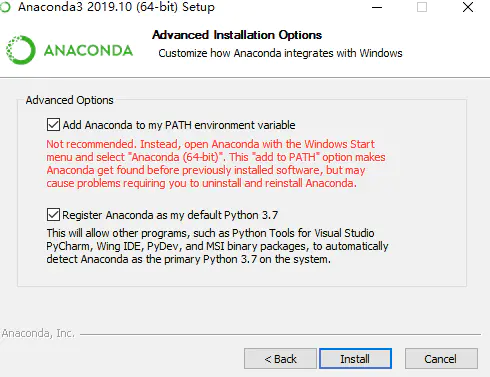 Anaconda3 2019.10 (64-bit) Setup
ANACONDA
Advanced Installation Options
Customize how Anaconda integrates with Windows
Advanced Options
Add Anaconda to my PATH environment variable
Not recommended. Instead, open Anaconda with the Windows Start
menu and select "Anaconda (64-bit)". This "add to PATH" option makes
Anaconda get found before previously installed software, but may
cause problems requiring you to uninstall and reinstall Anaconda.
Register Anaconda as my default Python 3.7
This will allow other programs, such as Python Tools for Visual Studio
PyCharm, Wing IDE, PyDev, and MSI binary packages, to automatically
detect Anaconda as the primary Python 3.7 on the system.
Anaconda, Inc.
< Back
Install
Cancel